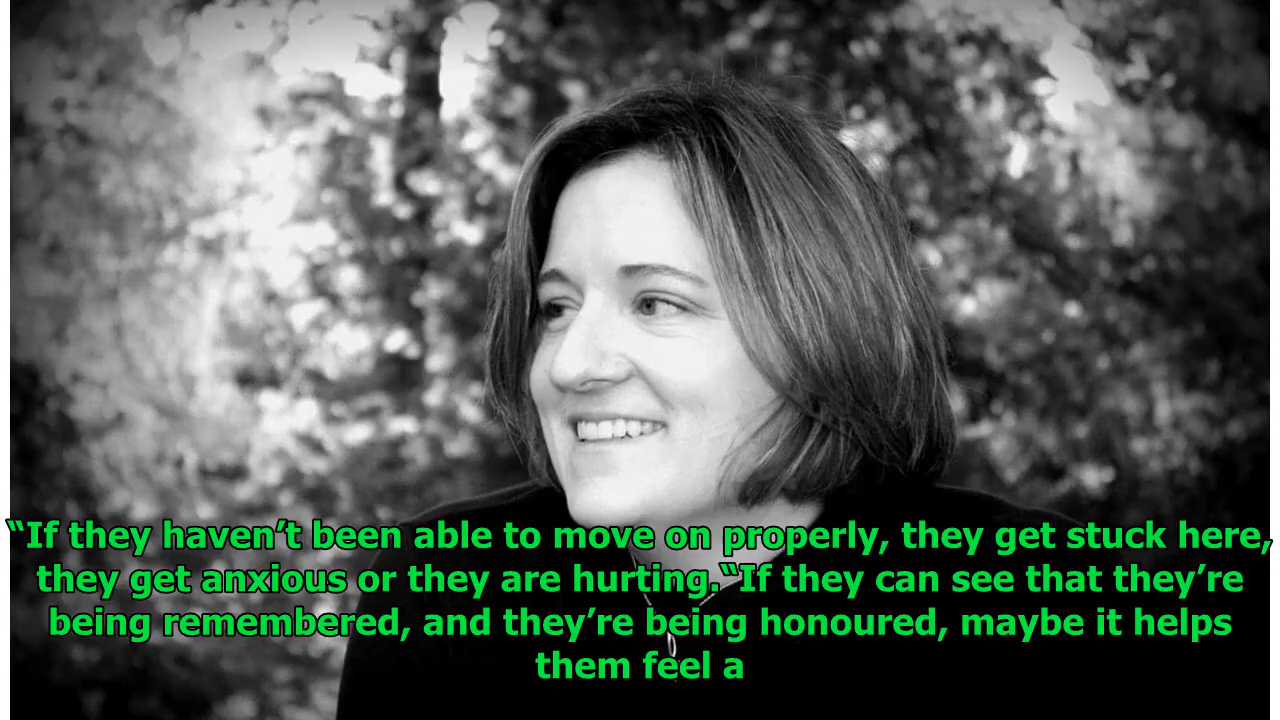 “If they haven’t been able to move on properly, they get stuck here,
they get anxious or they are hurting.“If they can see that they’re
being remembered, and they’re being honoured, maybe it helps
them feel a